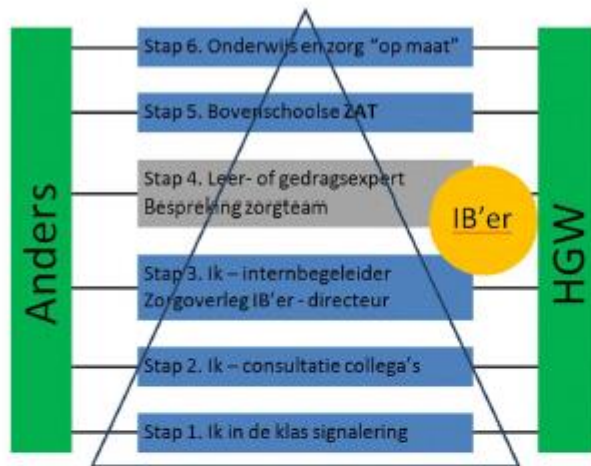 Anders
Stap 6. Onderwijs en zorg “op maat”
Stap 5. Bovenschoolse ZAT
Stap 4. Leer- of gedragsexpert
Bespreking zorgteam
IB’er
Stap 3. Ik – internbegeleider
Zorgoverleg IB’er - directeur
Stap 2. Ik – consultatie collega’s
Stap 1. Ik in de klas signalering
HGW